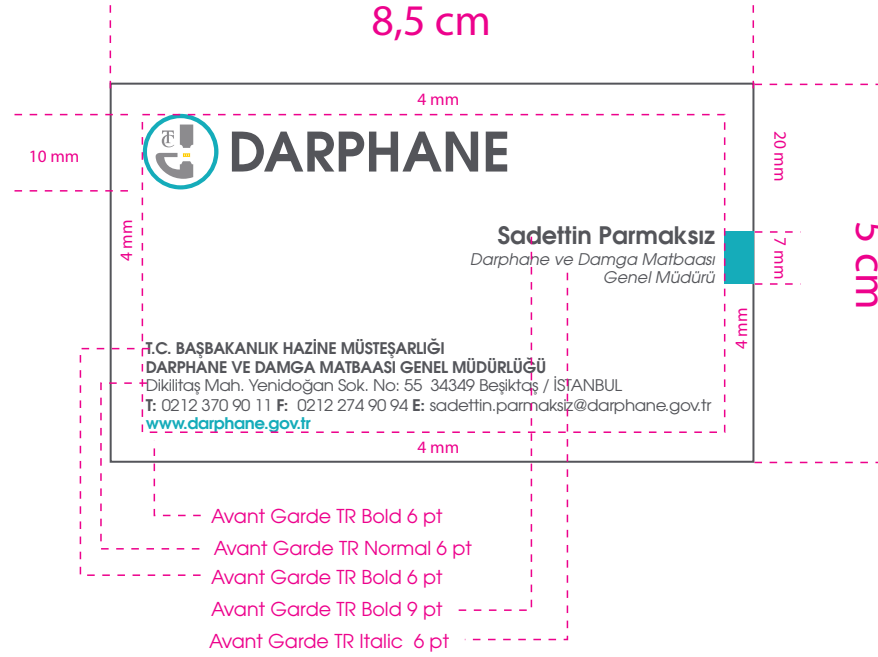 8,5 cm
4 mm
10 mm
TC
DARPHANE
20 mm
4 mm
Sadettin Parmaksız
Darphane ve Damga Matbaası
Genel Müdürü
7 mm
5 cm
4 mm
T.C. BAŞBAKANLIK HAZİNE MÜSTEŞARLIĞI
DARPHANE VE DAMGA MATBAASI GENEL MÜDÜRLÜĞÜ
Dikilitaş Mah. Yenidoğan Sok. No: 55 34349 Beşiktaş / İSTANBUL
T: 0212 370 90 11 F: 0212 274 90 94 E: sadettin.parmaksiz@darphane.gov.tr
www.darphane.gov.tr
4 mm
Avant Garde TR Bold 6 pt
Avant Garde TR Normal 6 pt
Avant Garde TR Bold 6 pt
Avant Garde TR Bold 9 pt
Avant Garde TR Italic 6 pt